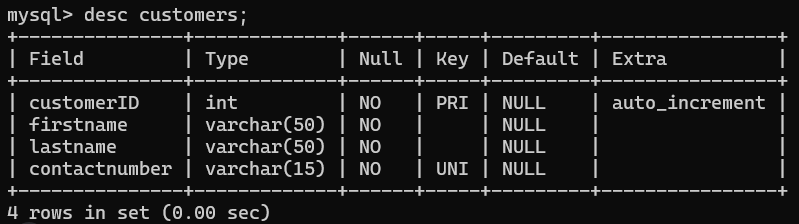 mysql> desc customers;
+---------------+-------------+------+-----+---------+----------------+
| Field         | Type        | Null | Key | Default | Extra          |
+---------------+-------------+------+-----+---------+----------------+
| customerID    | int         | NO   | PRI | NULL    | auto_increment |
| firstname     | varchar(50) | NO   |     | NULL    |                |
| lastname      | varchar(50) | NO   |     | NULL    |                |
| contactnumber | varchar(15) | NO   | UNI | NULL    |                |
+---------------+-------------+------+-----+---------+----------------+
4 rows in set (0.00 sec)